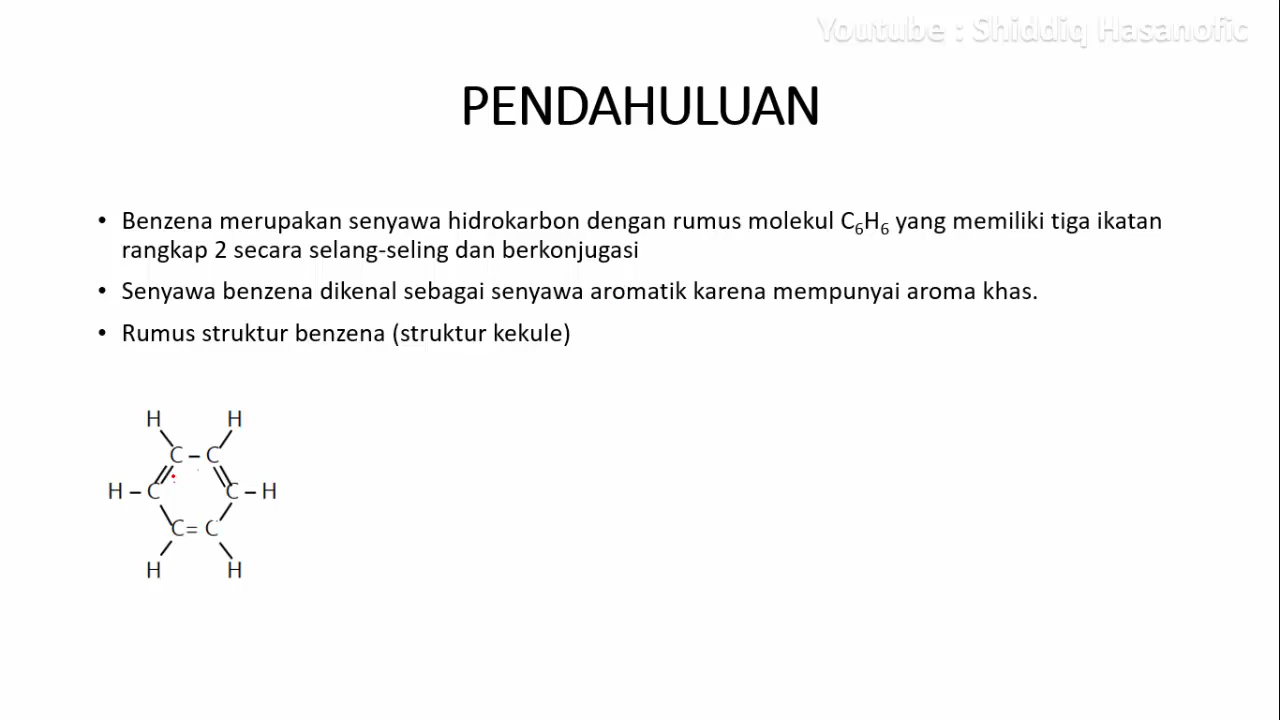 Youtube : Shiddiq Hasanofic
PENDAHULUAN
• Benzena merupakan senyawa hidrokarbon dengan rumus molekul C₆H₆ yang memiliki tiga ikatan
rangkap 2 secara selang-seling dan berkonjugasi
• Senyawa benzena dikenal sebagai senyawa aromatik karena mempunyai aroma khas.
• Rumus struktur benzena (struktur kekule)
H H
C – C
H – C C – H
C = C
H H